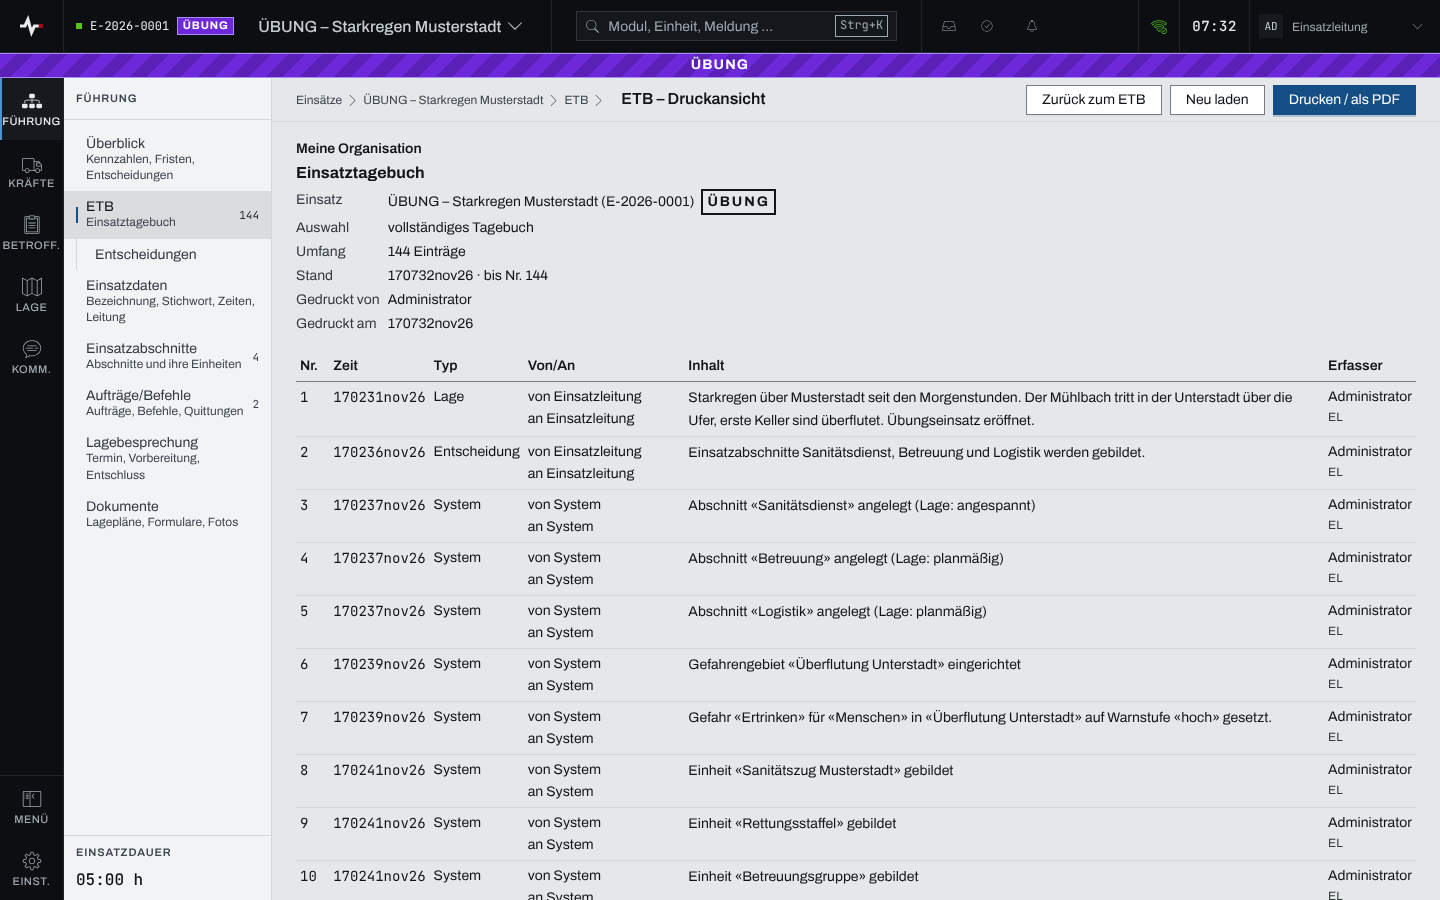 E-2026-0001 ÜBUNG ÜBUNG – Starkregen Musterstadt Modul, Einheit, Meldung ... Strg+K 07:32 AD Einsatzleitung
ÜBUNG
FÜHRUNG
KRÄFTE
BETROFF.
LAGE
KOMM.
MENÜ
EINST.
FÜHRUNG
Überblick
Kennzahlen, Fristen,
Entscheidungen
ETB
Einsatztagebuch 144
Entscheidungen
Einsatzdaten
Bezeichnung, Stichwort, Zeiten,
Leitung
Einsatzabschnitte
Abschnitte und ihre Einheiten 4
Aufträge/Befehle
Aufträge, Befehle, Quittungen 2
Lagebesprechung
Termin, Vorbereitung,
Entschluss
Dokumente
Lagepläne, Formulare, Fotos
EINSATZDAUER
05:00 h
Einsätze ÜBUNG – Starkregen Musterstadt ETB ETB – Druckansicht Zurück zum ETB Neu laden Drucken / als PDF
Meine Organisation
Einsatztagebuch
Einsatz ÜBUNG – Starkregen Musterstadt (E-2026-0001) ÜBUNG
Auswahl vollständiges Tagebuch
Umfang 144 Einträge
Stand 170732nov26 · bis Nr. 144
Gedruckt von Administrator
Gedruckt am 170732nov26
Nr. Zeit Typ Von/An Inhalt Erfasser
1 170231nov26 Lage von Einsatzleitung Starkregen über Musterstadt seit den Morgenstunden. Der Mühlbach tritt in der Unterstadt über die Administrator
an Einsatzleitung Ufer, erste Keller sind überflutet. Übungseinsatz eröffnet. EL
2 170236nov26 Entscheidung von Einsatzleitung Einsatzabschnitte Sanitätsdienst, Betreuung und Logistik werden gebildet. Administrator
an Einsatzleitung EL
3 170237nov26 System von System Abschnitt «Sanitätsdienst» angelegt (Lage: angespannt) Administrator
an System EL
4 170237nov26 System von System Abschnitt «Betreuung» angelegt (Lage: planmäßig) Administrator
an System EL
5 170237nov26 System von System Abschnitt «Logistik» angelegt (Lage: planmäßig) Administrator
an System EL
6 170239nov26 System von System Gefahrengebiet «Überflutung Unterstadt» eingerichtet Administrator
an System EL
7 170239nov26 System von System Gefahr «Ertrinken» für «Menschen» in «Überflutung Unterstadt» auf Warnstufe «hoch» gesetzt. Administrator
an System EL
8 170241nov26 System von System Einheit «Sanitätszug Musterstadt» gebildet Administrator
an System EL
9 170241nov26 System von System Einheit «Rettungsstaffel» gebildet Administrator
an System EL
10 170241nov26 System von System Einheit «Betreuungsgruppe» gebildet Administrator
an System EL